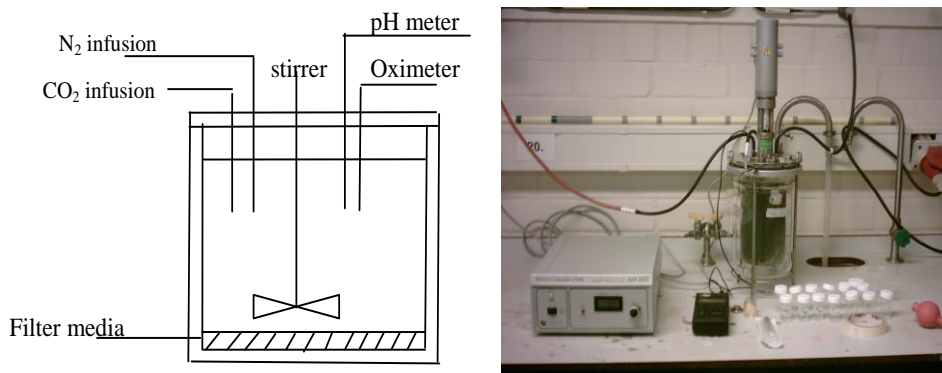 N₂ infusion
CO₂ infusion
stirrer
pH meter
Oximeter
Filter media
20.